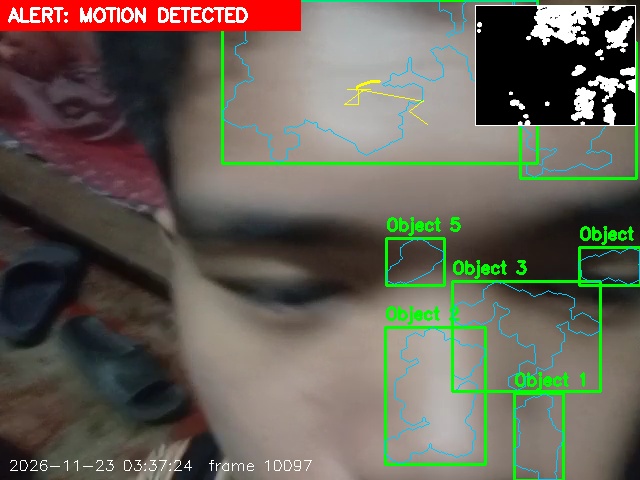 ALERT: MOTION DETECTED
Object 5
Object
Object 3
Object 2
Object 1
2026-11-23 03:37:24 frame 10097